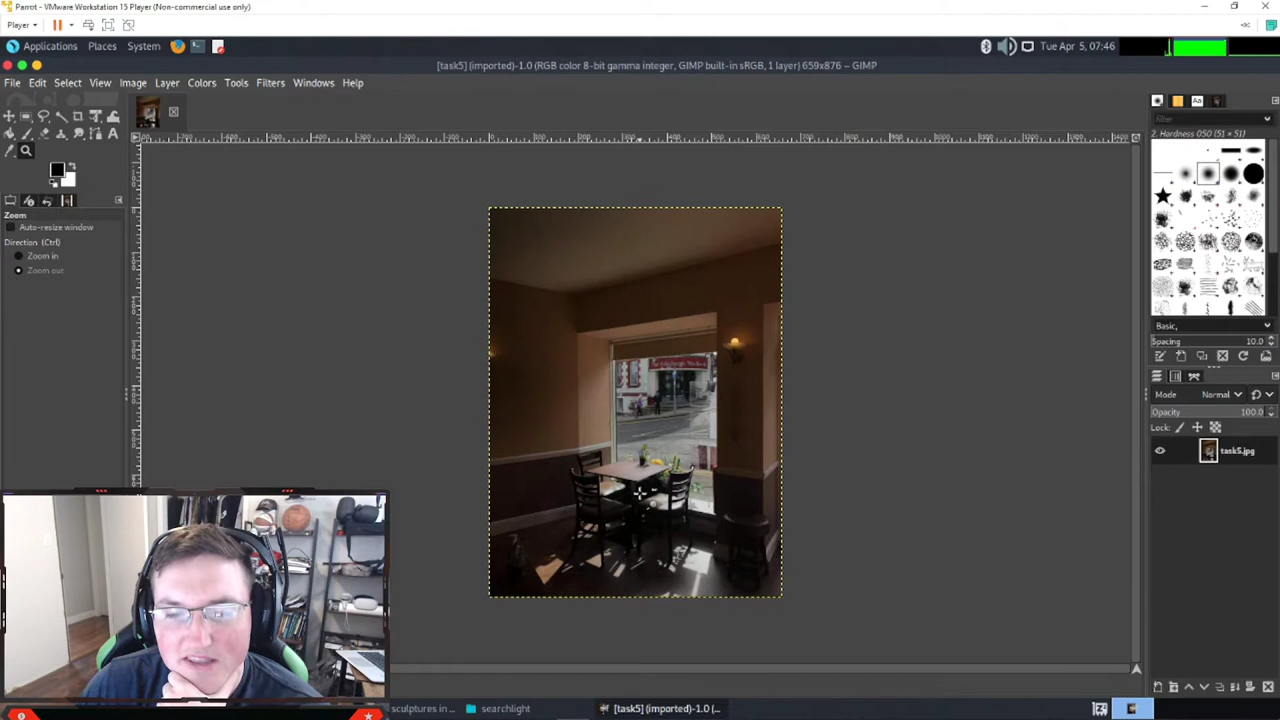 Parrot - VMware Workstation 15 Player (Non-commercial use only)
Player
Applications Places System
Tue Apr 5, 07:46
[task5] (imported)-1.0 (RGB color 8-bit gamma integer, GIMP built-in sRGB, 1 layer) 659x876 – GIMP
File Edit Select View Image Layer Colors Tools Filters Windows Help
Filter
2. Hardness 050 (51 × 51)
Zoom
Auto-resize window
Direction (Ctrl)
Zoom in
Zoom out
Basic,
Spacing 10.0
Mode Normal
Opacity 100.0
Lock:
task5.jpg
sculptures in ...
searchlight
[task5] (imported)-1.0 (...